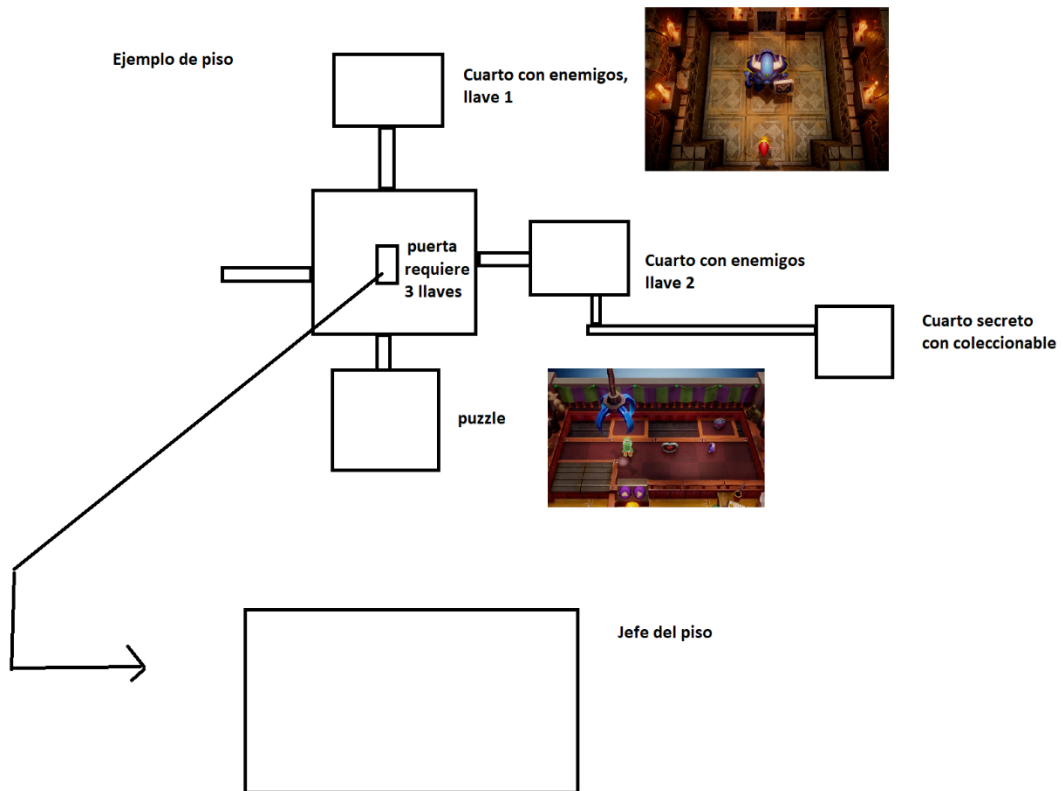 Ejemplo de piso
Cuarto con enemigos,
llave 1
puerta
requiere
3 llaves
Cuarto con enemigos
llave 2
Cuarto secreto
con coleccionable
puzzle
Jefe del piso